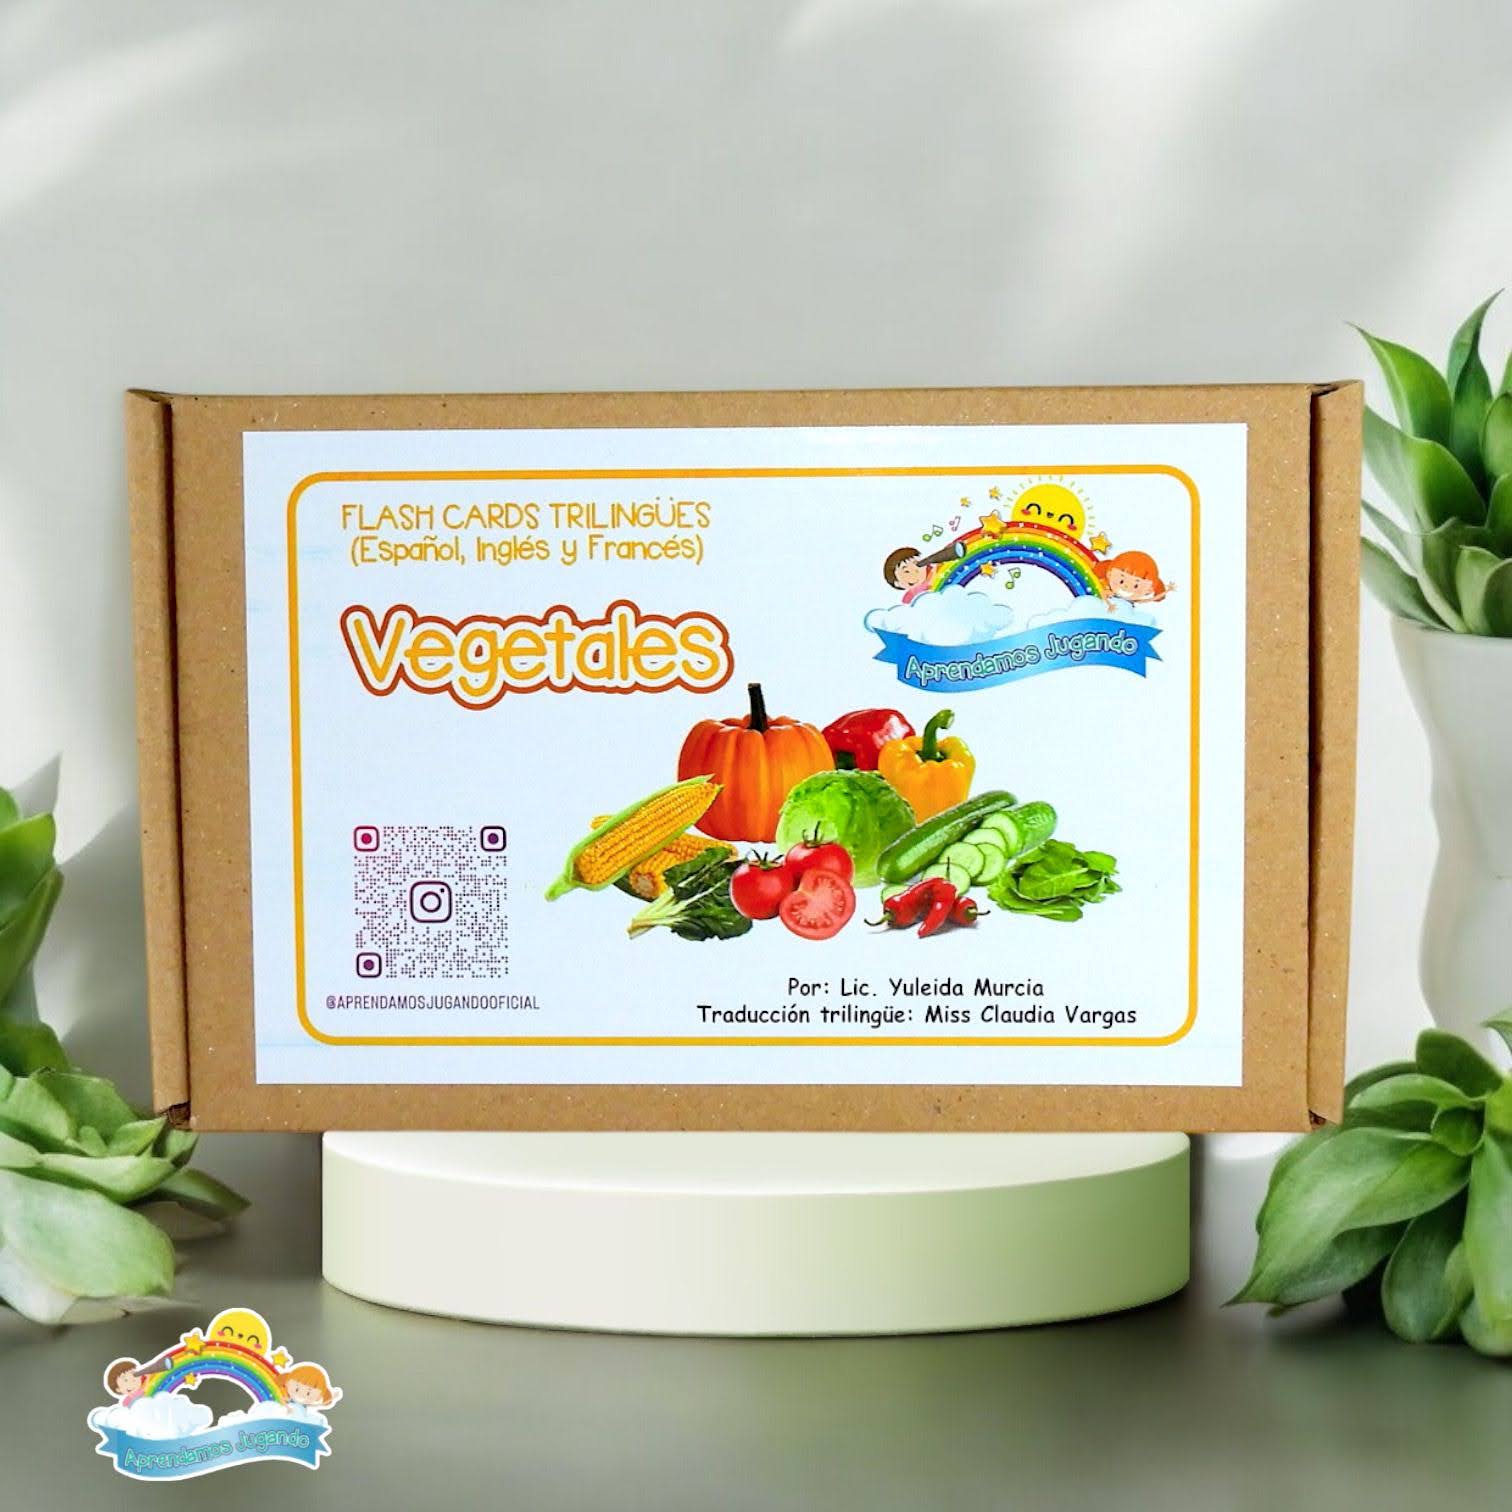 FLASH CARDS TRILINGÜES
(Español, Inglés y Francés)
Vegetales
Aprendamos Jugando
@APRENDAMOSJUGANDOOFICIAL
Por: Lic. Yuleida Murcia
Traducción trilingüe: Miss Claudia Vargas
Aprendamos Jugando